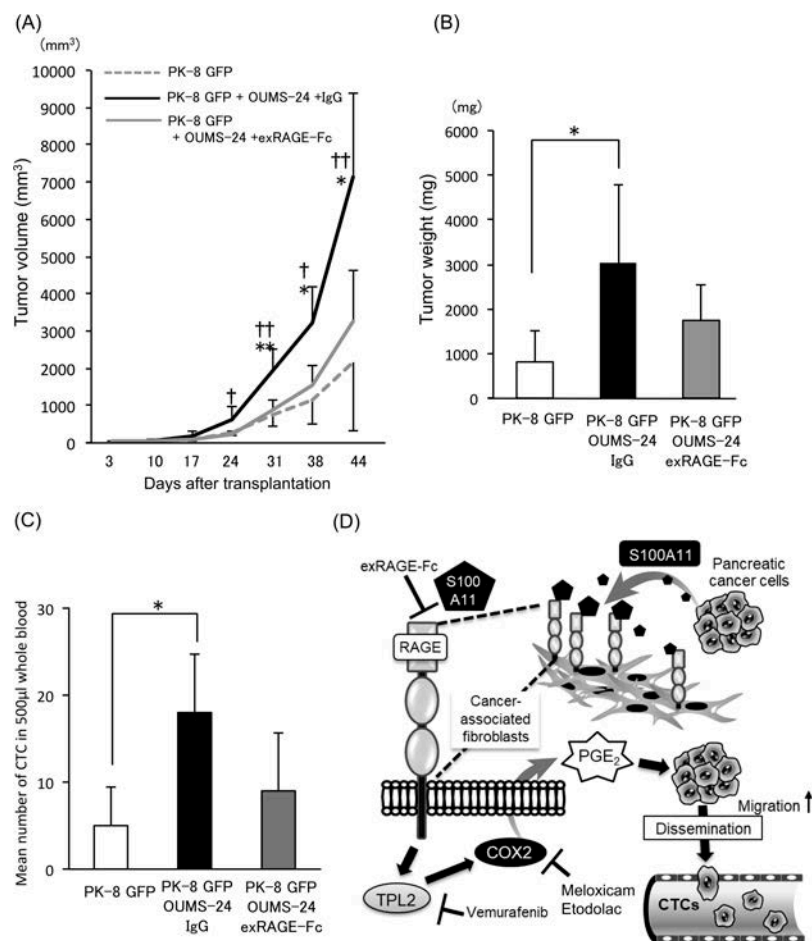 (A)
(mm³)
10000
9000
8000
7000
6000
5000
4000
3000
2000
1000
0
Tumor volume (mm³)
PK-8 GFP
PK-8 GFP + OUMS-24 +IgG
PK-8 GFP
+ OUMS-24 +exRAGE-Fc
†
††
**
†
*
††
*
3 10 17 24 31 38 44
Days after transplantation
(B)
(mg)
6000
5000
4000
3000
2000
1000
0
Tumor weight (mg)
*
PK-8 GFP
PK-8 GFP
OUMS-24
IgG
PK-8 GFP
OUMS-24
exRAGE-Fc
(C)
30
20
10
0
Mean number of CTC in 500μl whole blood
*
PK-8 GFP
PK-8 GFP
OUMS-24
IgG
PK-8 GFP
OUMS-24
exRAGE-Fc
(D)
exRAGE-Fc
S100
A11
RAGE
S100A11
Pancreatic
cancer cells
Cancer-
associated
fibroblasts
PGE₂
Migration ↑
Dissemination
COX2
TPL2
Meloxicam
Etodolac
Vemurafenib
CTCs